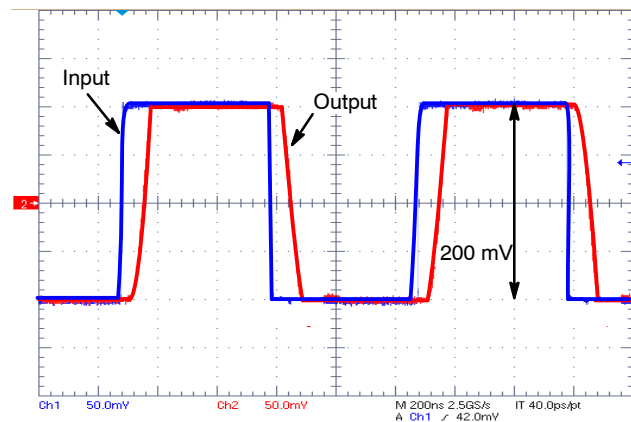 Input
Output
2
200 mV
Ch1 50.0mV Ch2 50.0mV M 200ns 2.5GS/s IT 40.0ps/pt
A Ch1 ∕ 42.0mV